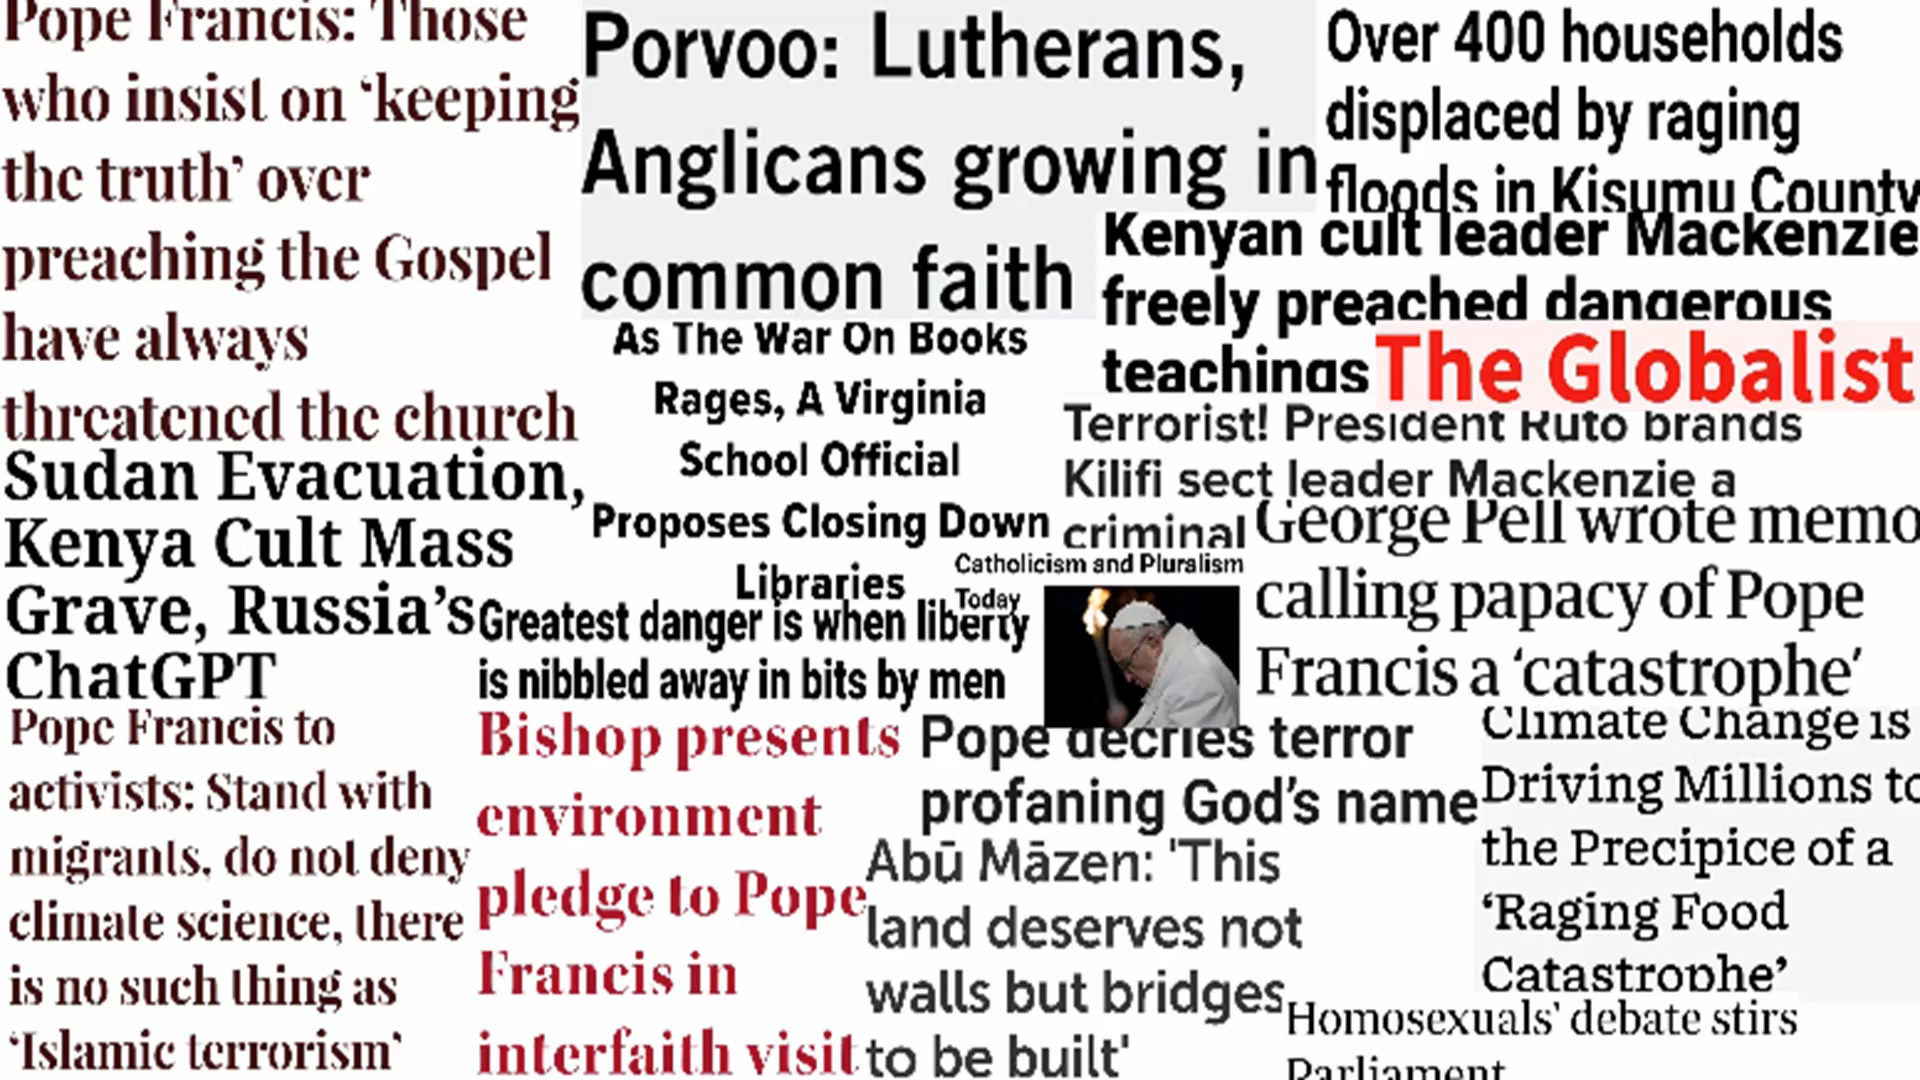 Pope Francis: Those
who insist on ‘keeping
the truth’ over
preaching the Gospel
have always
threatened the church
Sudan Evacuation,
Kenya Cult Mass
Grave, Russia’s
ChatGPT
Pope Francis to
activists: Stand with
migrants, do not deny
climate science, there
is no such thing as
‘Islamic terrorism’
Porvoo: Lutherans,
Anglicans growing in
common faith
As The War On Books
Rages, A Virginia
School Official
Proposes Closing Down
Libraries
Greatest danger is when liberty
is nibbled away in bits by men
Bishop presents
environment
pledge to Pope
Francis in
interfaith visit
Catholicism and Pluralism
Today
Pope decries terror
profaning God’s name
Abū Māzen: 'This
land deserves not
walls but bridges
to be built'
Over 400 households
displaced by raging
floods in Kisumu County
Kenyan cult leader Mackenzie
freely preached dangerous
teachings
The Globalist
Terrorist! President Ruto brands
Kilifi sect leader Mackenzie a
criminal
George Pell wrote memo
calling papacy of Pope
Francis a ‘catastrophe’
Climate Change is
Driving Millions to
the Precipice of a
‘Raging Food
Catastrophe’
Homosexuals' debate stirs
Parliament